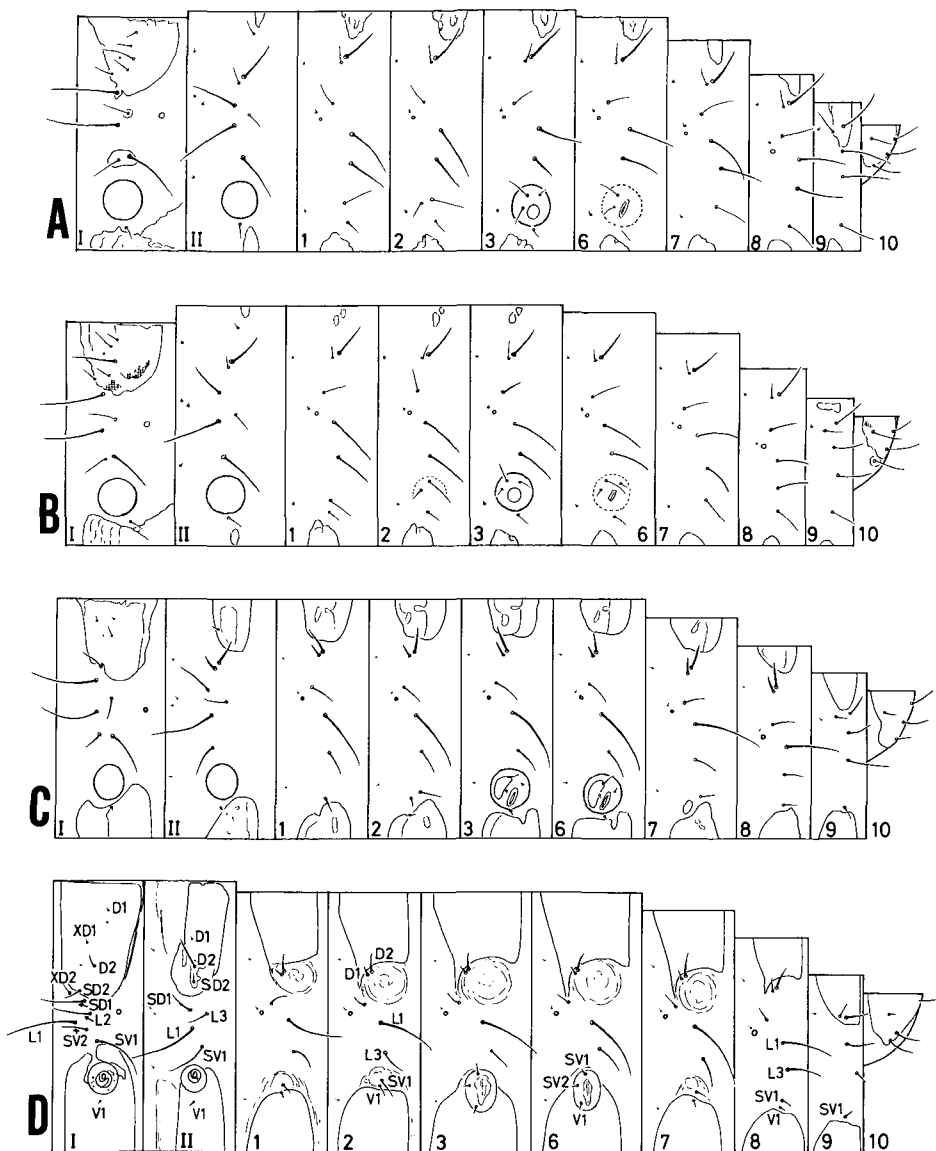 A
I II 1 2 3 6 7 8 9 10
B
I II 1 2 3 6 7 8 9 10
C
I II 1 2 3 6 7 8 9 10
D1
XD1 D1
D2 D2 D2
XD2 SD2 SD2 D1
SD1 SD1
L2 L3 L1
L1 L1 L1
SV2 SV1 SV1 L3 SV1 L3
SV1 SV2
V1 V1 V1 V1 SV1
V1 SV1
D
I II 1 2 3 6 7 8 9 10